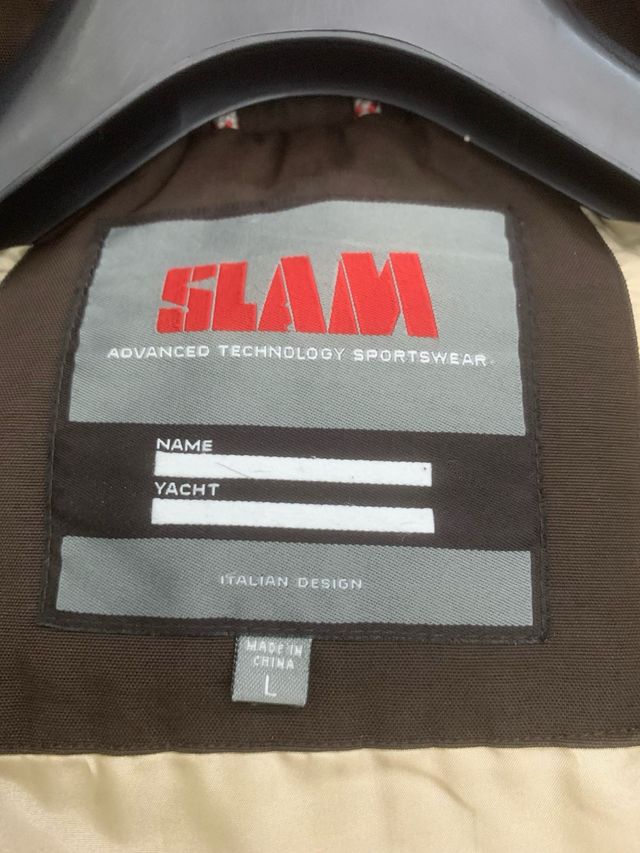 SLAM
ADVANCED TECHNOLOGY SPORTSWEAR
NAME
YACHT
ITALIAN DESIGN
MADE IN
CHINA
L